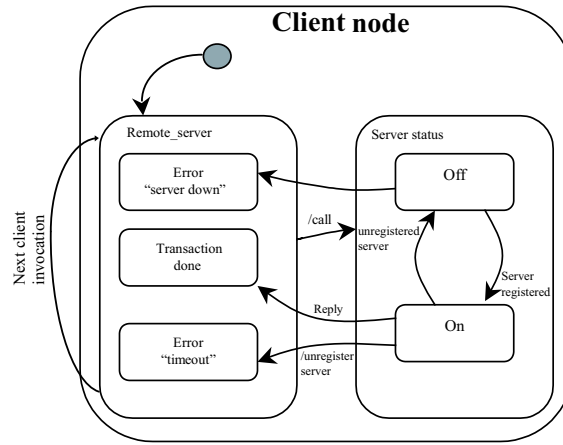 Client node
Remote_server
Server status
Error
“server down”
Off
/call
unregistered
server
Transaction
done
Next client
invocation
Server
registered
Reply
On
Error
“timeout”
/unregister
server